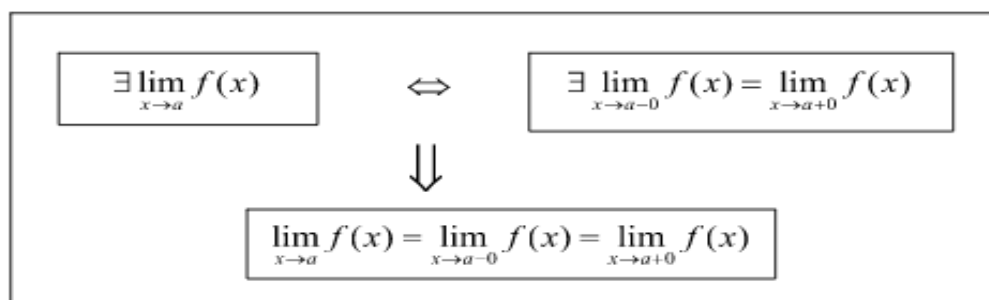 ∃ lim_{x→a} f(x) ⇔ ∃ lim_{x→a−0} f(x) = lim_{x→a+0} f(x)
⇓
lim_{x→a} f(x) = lim_{x→a−0} f(x) = lim_{x→a+0} f(x)